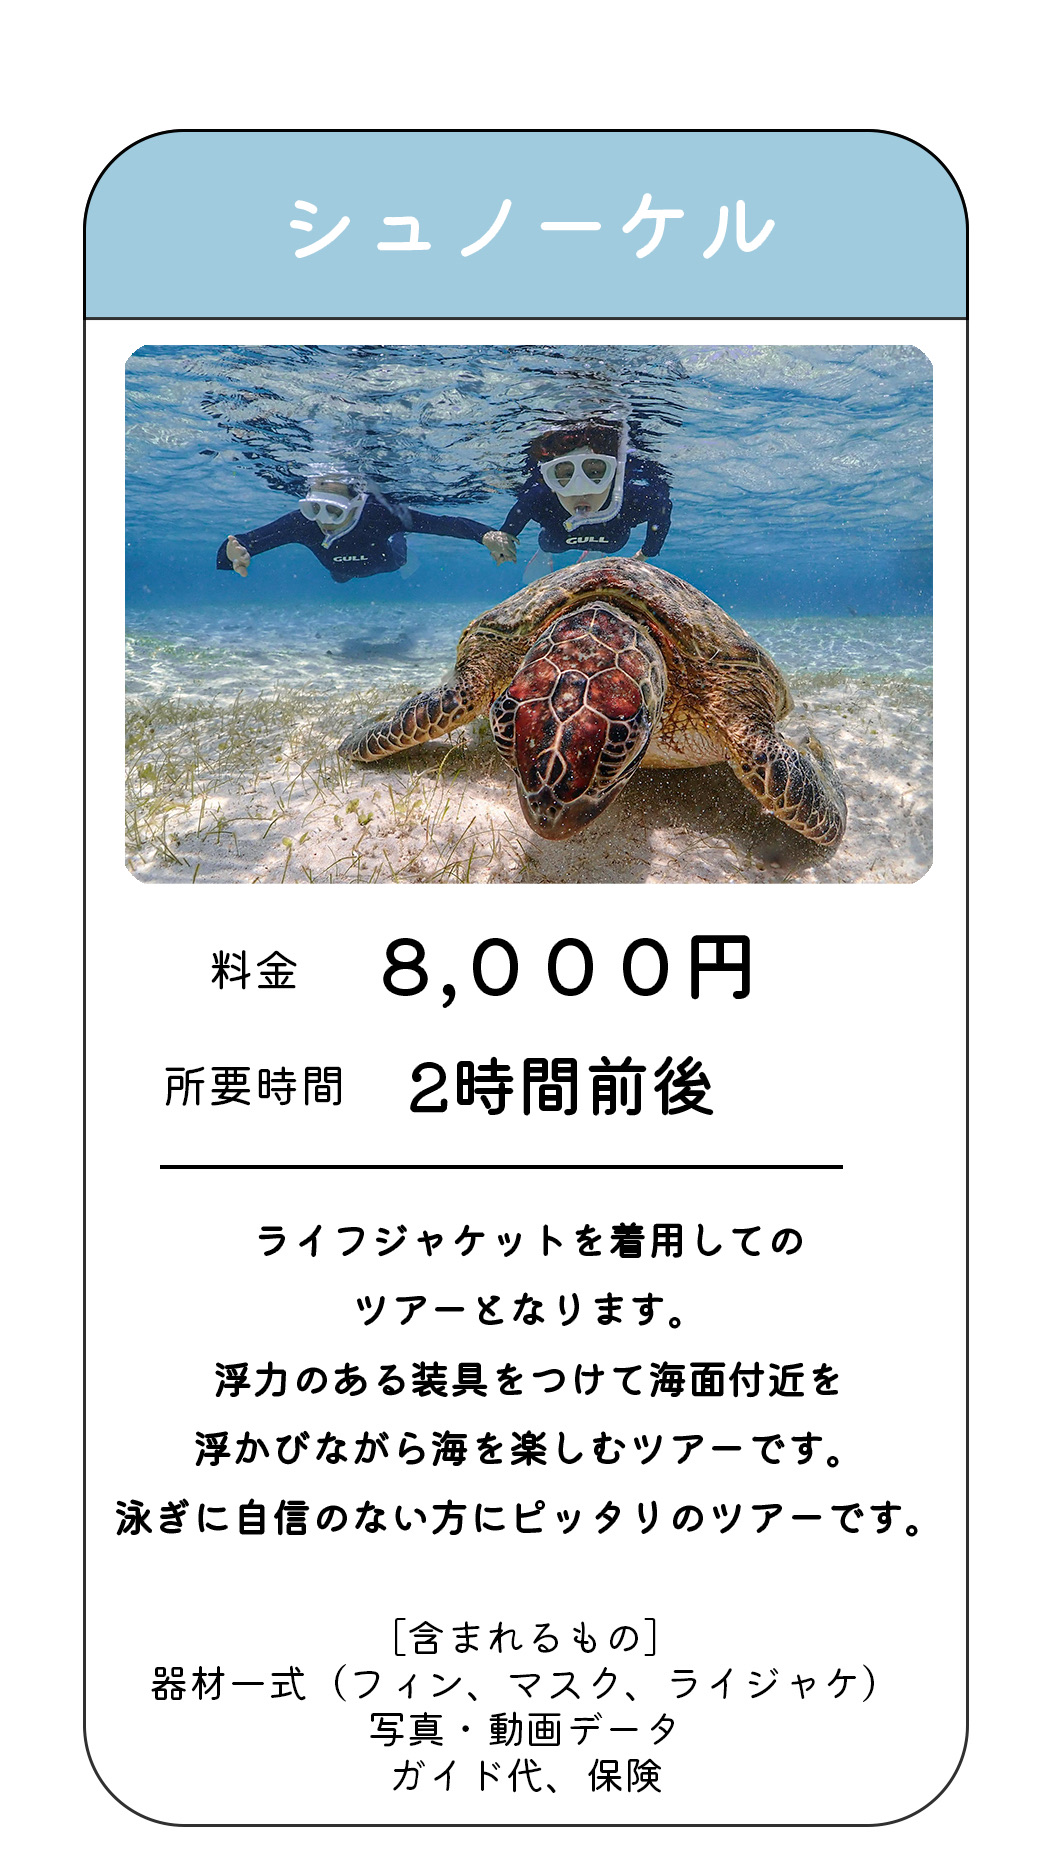 シュノーケル
GULL
GULL
料金 8,000円
所要時間 2時間前後
ライフジャケットを着用しての
ツアーとなります。
浮力のある装具をつけて海面付近を
浮かびながら海を楽しむツアーです。
泳ぎに自信のない方にピッタリのツアーです。
[含まれるもの]
器材一式（フィン、マスク、ライジャケ）
写真・動画データ
ガイド代、保険